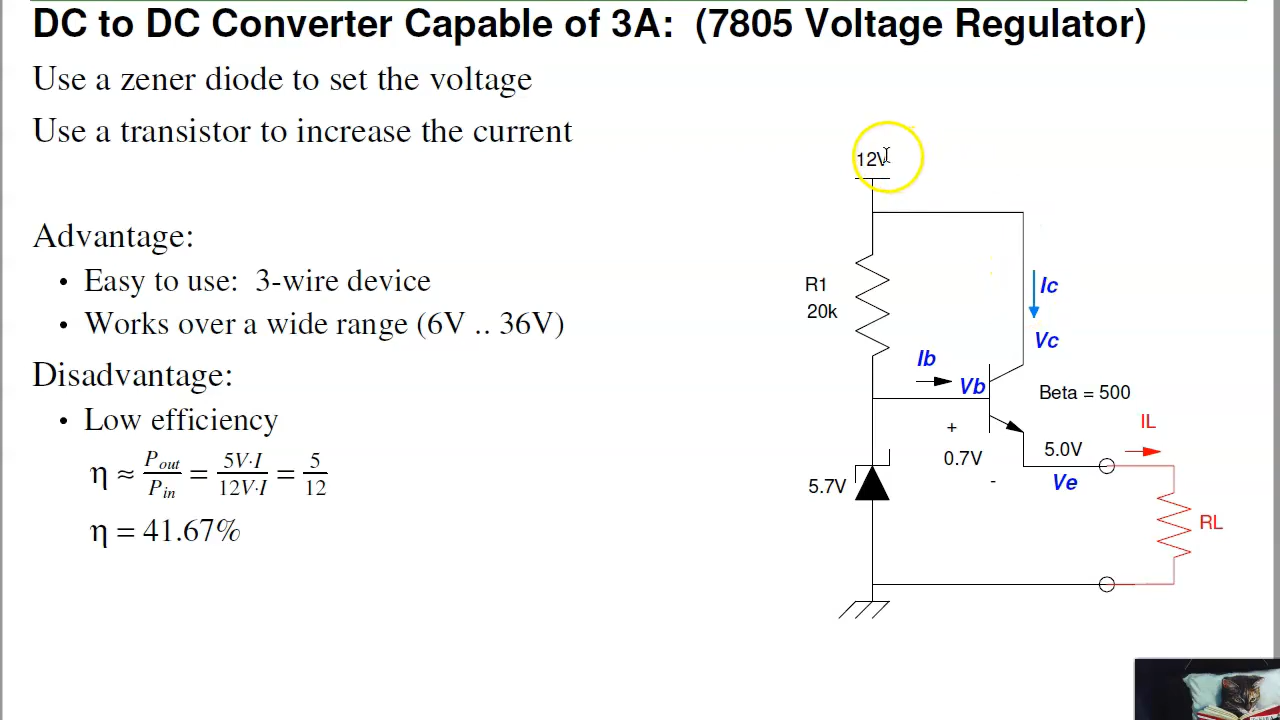 DC to DC Converter Capable of 3A: (7805 Voltage Regulator)
Use a zener diode to set the voltage
Use a transistor to increase the current
Advantage:
• Easy to use: 3-wire device
• Works over a wide range (6V .. 36V)
Disadvantage:
• Low efficiency
η ≈ Pout/Pin = 5V·I/12V·I = 5/12
η = 41.67%
12V
R1
20k
Ic
Vc
Ib
Vb
Beta = 500
+
0.7V
-
5.0V
Ve
IL
5.7V
RL